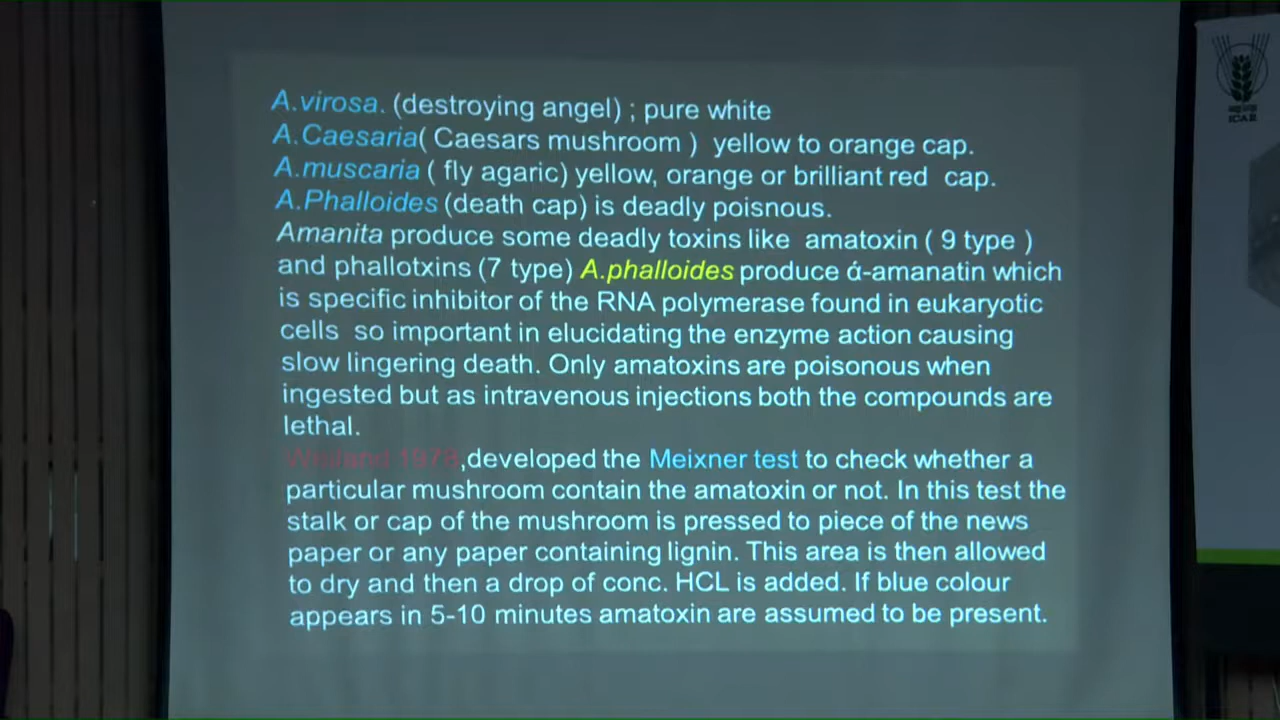 A.virosa. (destroying angel) ; pure white
A.Caesaria( Caesars mushroom ) yellow to orange cap.
A.muscaria ( fly agaric) yellow, orange or brilliant red cap.
A.Phalloides (death cap) is deadly poisnous.
Amanita produce some deadly toxins like amatoxin ( 9 type )
and phallotxins (7 type) A.phalloides produce ά-amanatin which
is specific inhibitor of the RNA polymerase found in eukaryotic
cells so important in elucidating the enzyme action causing
slow lingering death. Only amatoxins are poisonous when
ingested but as intravenous injections both the compounds are
lethal.
,developed the Meixner test to check whether a
particular mushroom contain the amatoxin or not. In this test the
stalk or cap of the mushroom is pressed to piece of the news
paper or any paper containing lignin. This area is then allowed
to dry and then a drop of conc. HCL is added. If blue colour
appears in 5-10 minutes amatoxin are assumed to be present.
ICAR